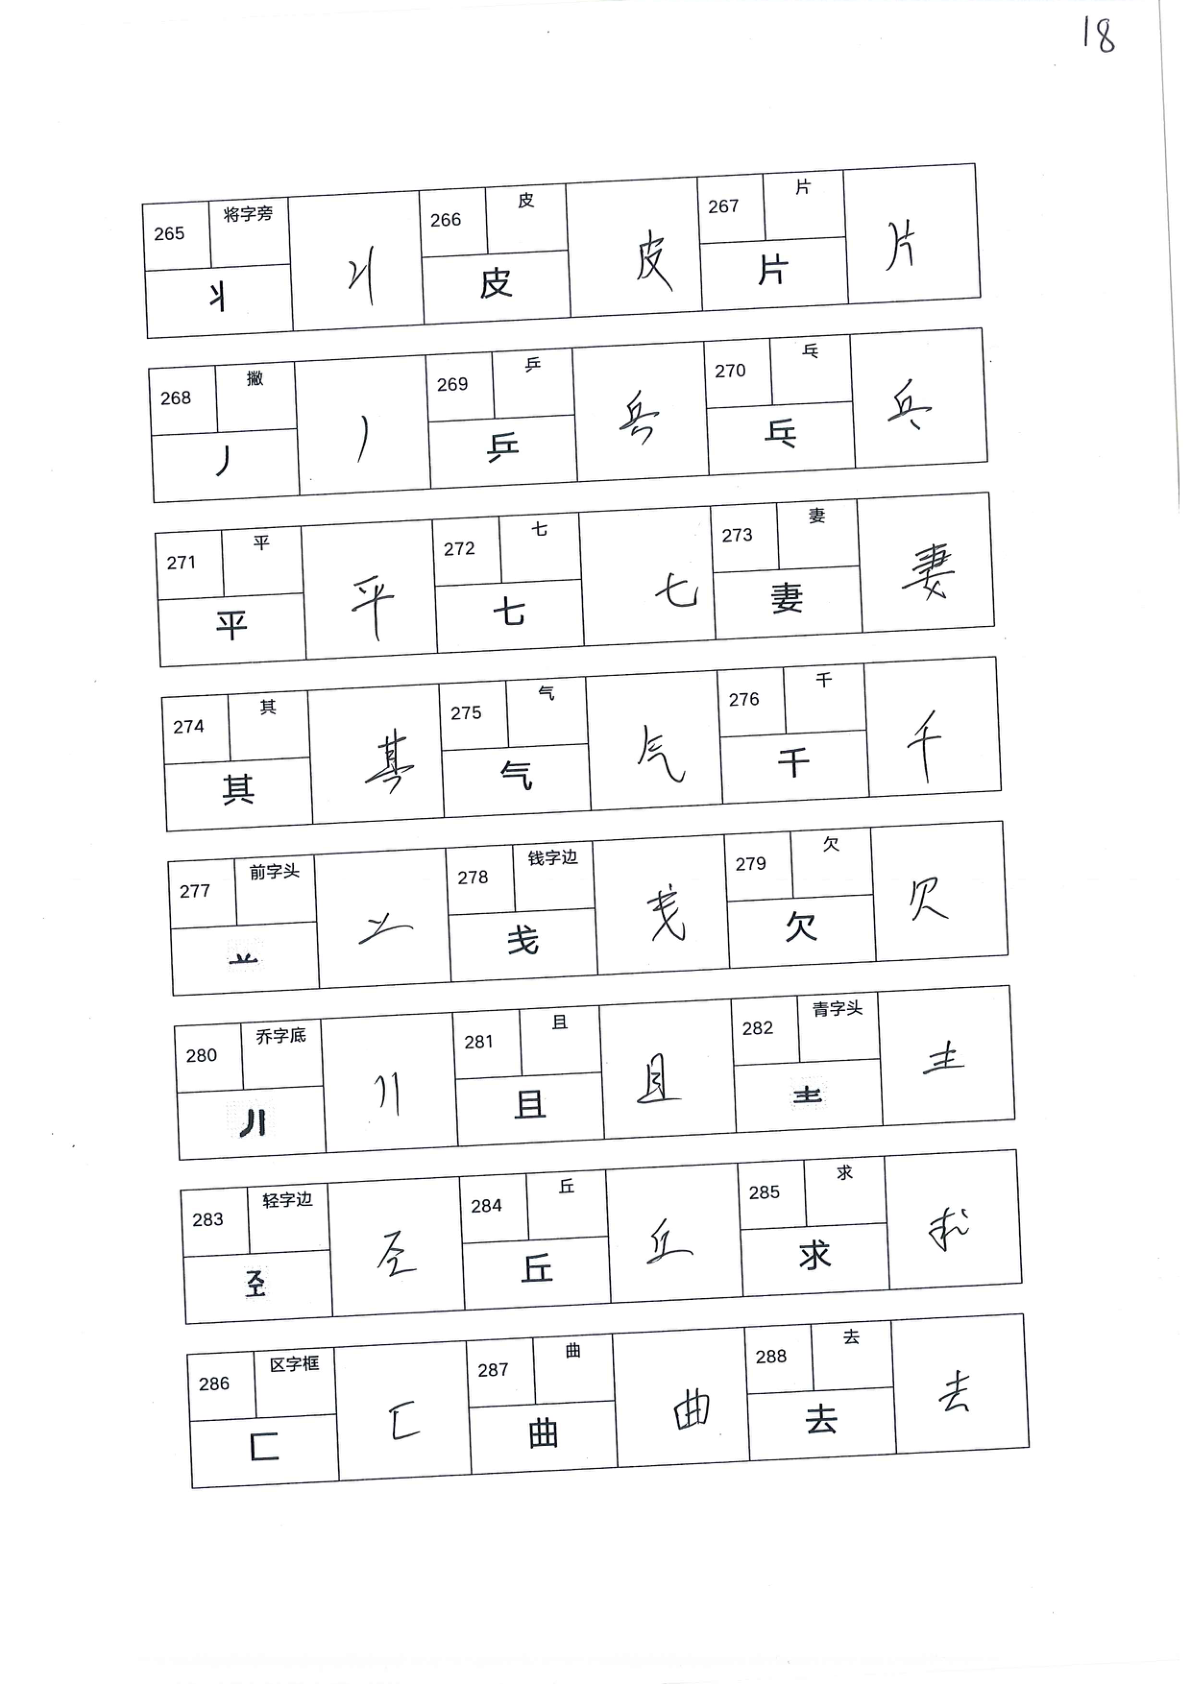 18
265 将字旁 丬 丬 266 皮 皮 皮 267 片 片 片
268 撇 丿 丿 269 乒 乒 乒 270 乓 乓 乓
271 平 平 平 272 七 七 七 273 妻 妻 妻
274 其 其 其 275 气 气 气 276 千 千 千
277 前字头 䒑 䒑 278 钱字边 戋 戋 279 欠 欠 欠
280 乔字底 丿丨 丿丨 281 且 且 且 282 青字头 龶 龶
283 轻字边 𢀖 𢀖 284 丘 丘 丘 285 求 求 求
286 区字框 匚 匚 287 曲 曲 曲 288 去 去 去